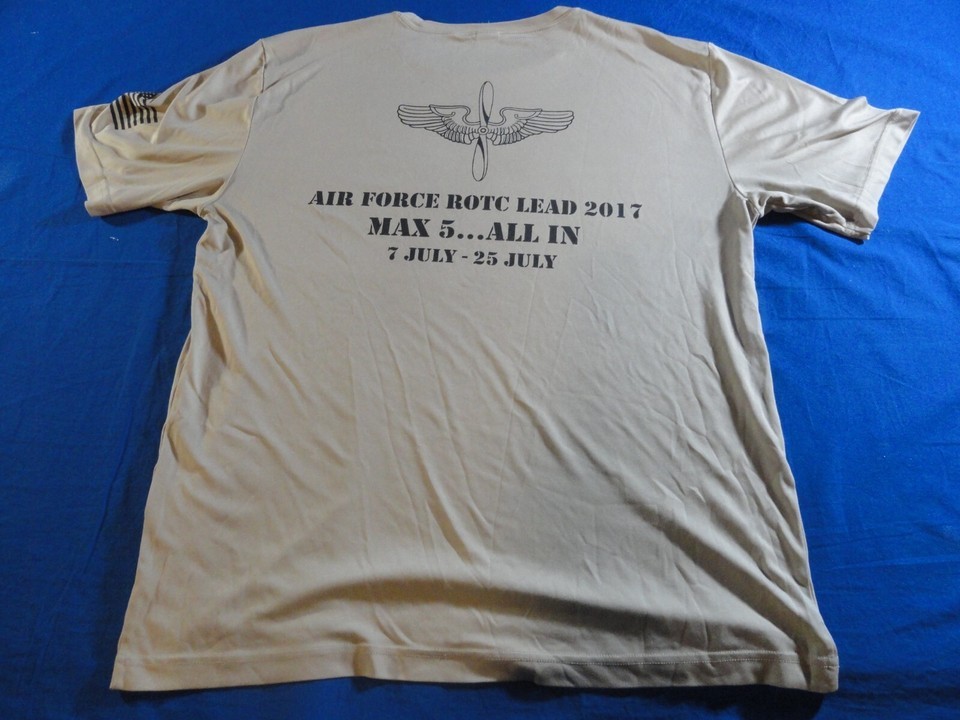 AIR FORCE ROTC LEAD 2017
MAX 5...ALL IN
7 JULY - 25 JULY